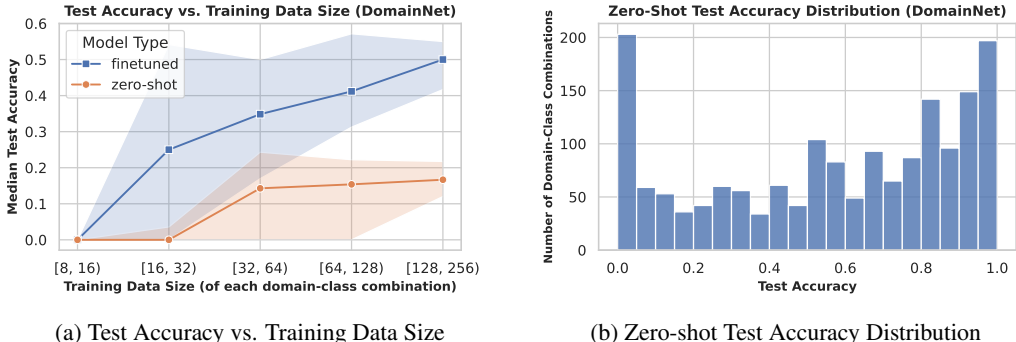 Test Accuracy vs. Training Data Size (DomainNet)
Median Test Accuracy
0.6
0.5
0.4
0.3
0.2
0.1
0.0
Model Type
finetuned
zero-shot
[8, 16) [16, 32) [32, 64) [64, 128) [128, 256)
Training Data Size (of each domain-class combination)
(a) Test Accuracy vs. Training Data Size
Zero-Shot Test Accuracy Distribution (DomainNet)
Number of Domain-Class Combinations
200
150
100
50
0
0.0 0.2 0.4 0.6 0.8 1.0
Test Accuracy
(b) Zero-shot Test Accuracy Distribution